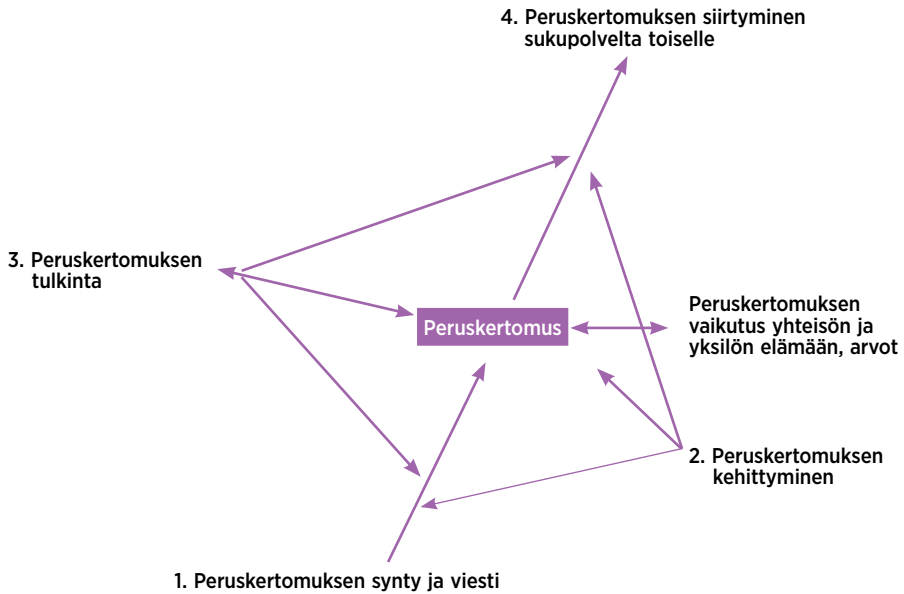 4. Peruskertomuksen siirtyminen
sukupolvelta toiselle
3. Peruskertomuksen
tulkinta
Peruskertomus
Peruskertomuksen
vaikutus yhteisön ja
yksilön elämään, arvot
2. Peruskertomuksen
kehittyminen
1. Peruskertomuksen synty ja viesti